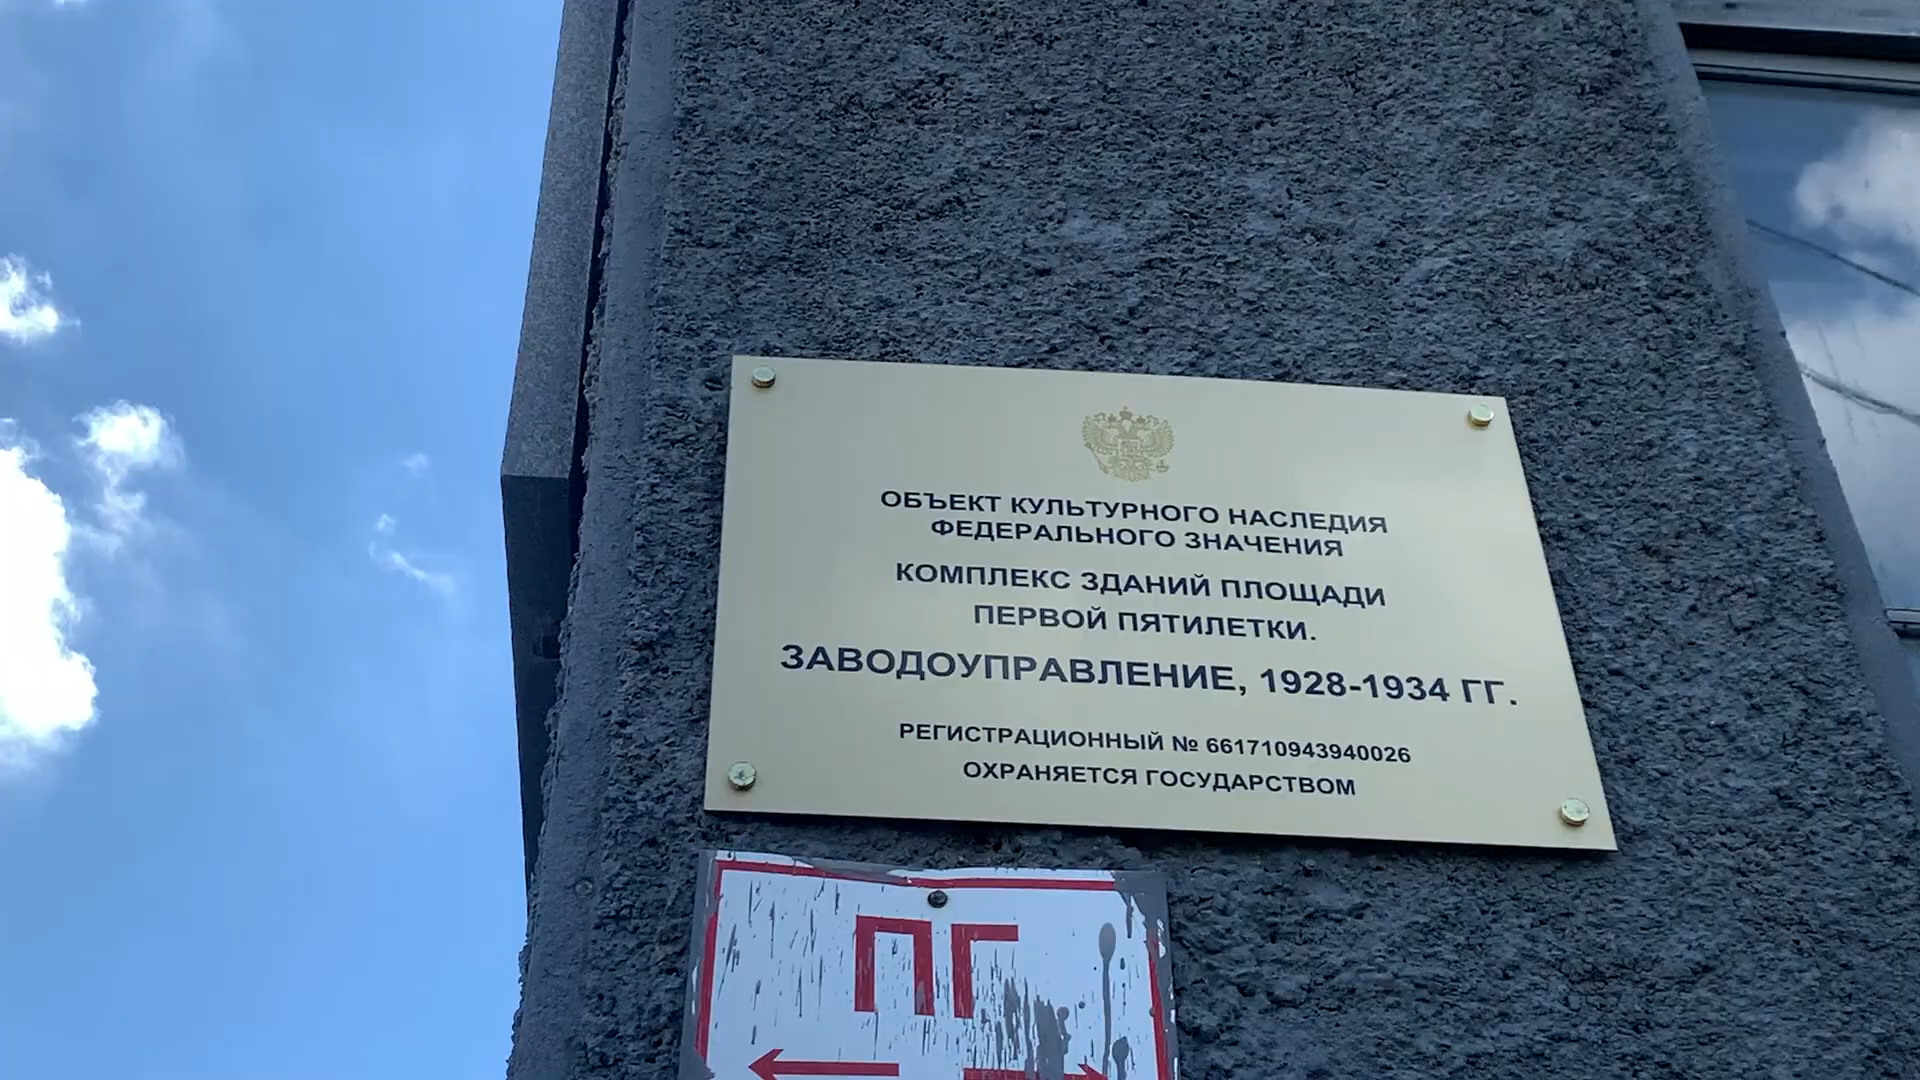 ОБЪЕКТ КУЛЬТУРНОГО НАСЛЕДИЯ
ФЕДЕРАЛЬНОГО ЗНАЧЕНИЯ
КОМПЛЕКС ЗДАНИЙ ПЛОЩАДИ
ПЕРВОЙ ПЯТИЛЕТКИ.
ЗАВОДОУПРАВЛЕНИЕ, 1928-1934 ГГ.
РЕГИСТРАЦИОННЫЙ № 661710943940026
ОХРАНЯЕТСЯ ГОСУДАРСТВОМ
ПГ